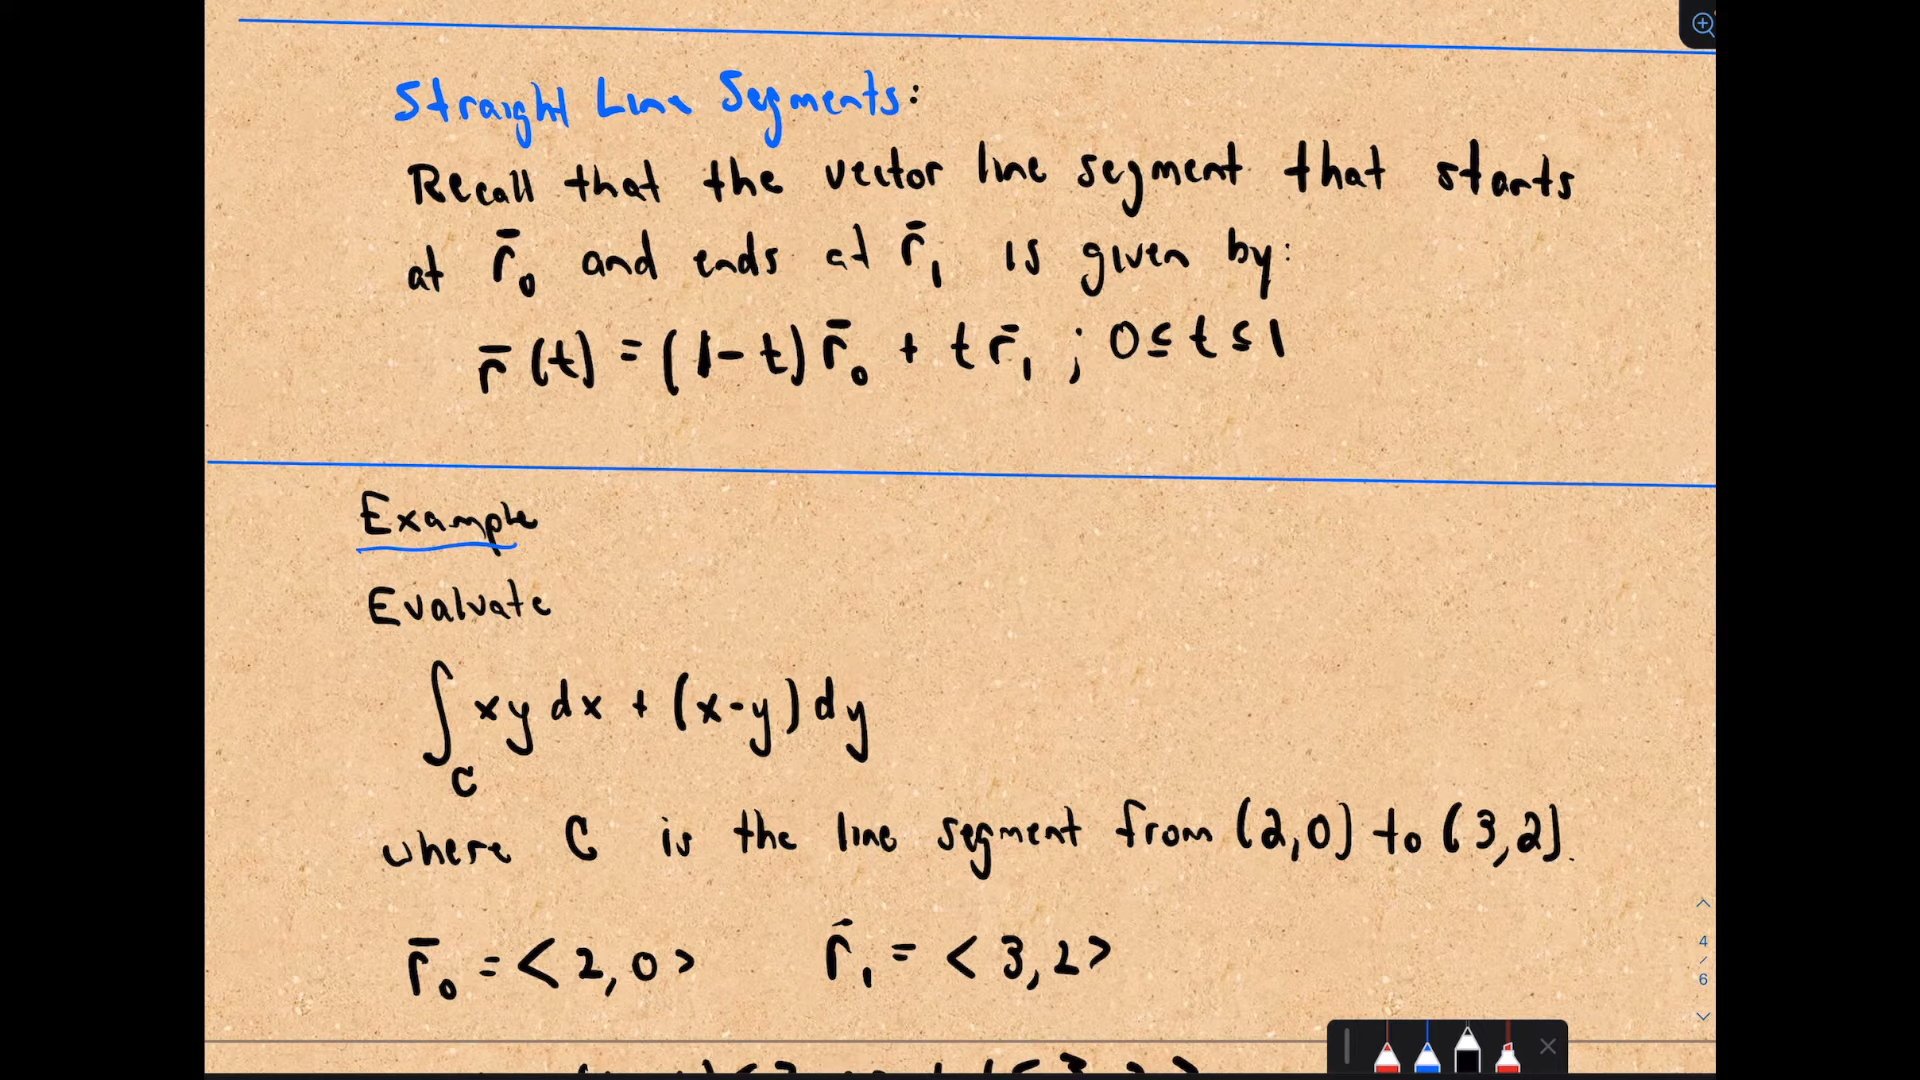 Straight Line Segments:
Recall that the vector line segment that starts
at r̄₀ and ends at r̄₁ is given by:
r̄(t) = (1-t)r̄₀ + t r̄₁ ; 0 ≤ t ≤ 1
Example
Evaluate
∫_C xy dx + (x-y) dy
where C is the line segment from (2,0) to (3,2).
r̄₀ = <2,0> r̄₁ = <3,2>
4
/
6